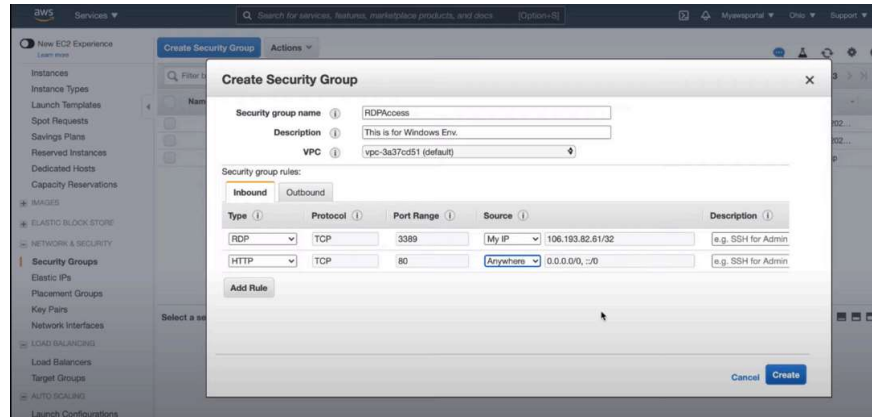 aws Services Search for services, features, marketplace products, and docs [Option+S] Myawsportal Ohio Support
New EC2 Experience
Learn more
Instances
Instance Types
Launch Templates
Spot Requests
Savings Plans
Reserved Instances
Dedicated Hosts
Capacity Reservations
IMAGES
ELASTIC BLOCK STORE
NETWORK & SECURITY
Security Groups
Elastic IPs
Placement Groups
Key Pairs
Network Interfaces
LOAD BALANCING
Load Balancers
Target Groups
AUTO SCALING
Launch Configurations
Create Security Group Actions
Filter b
Nam
Select a se
Create Security Group
Security group name RDPAccess
Description This is for Windows Env.
VPC vpc-3a37cd51 (default)
Security group rules:
Inbound Outbound
Type Protocol Port Range Source Description
RDP TCP 3389 My IP 106.193.82.61/32 e.g. SSH for Admin
HTTP TCP 80 Anywhere 0.0.0.0/0, ::/0 e.g. SSH for Admin
Add Rule
Cancel Create